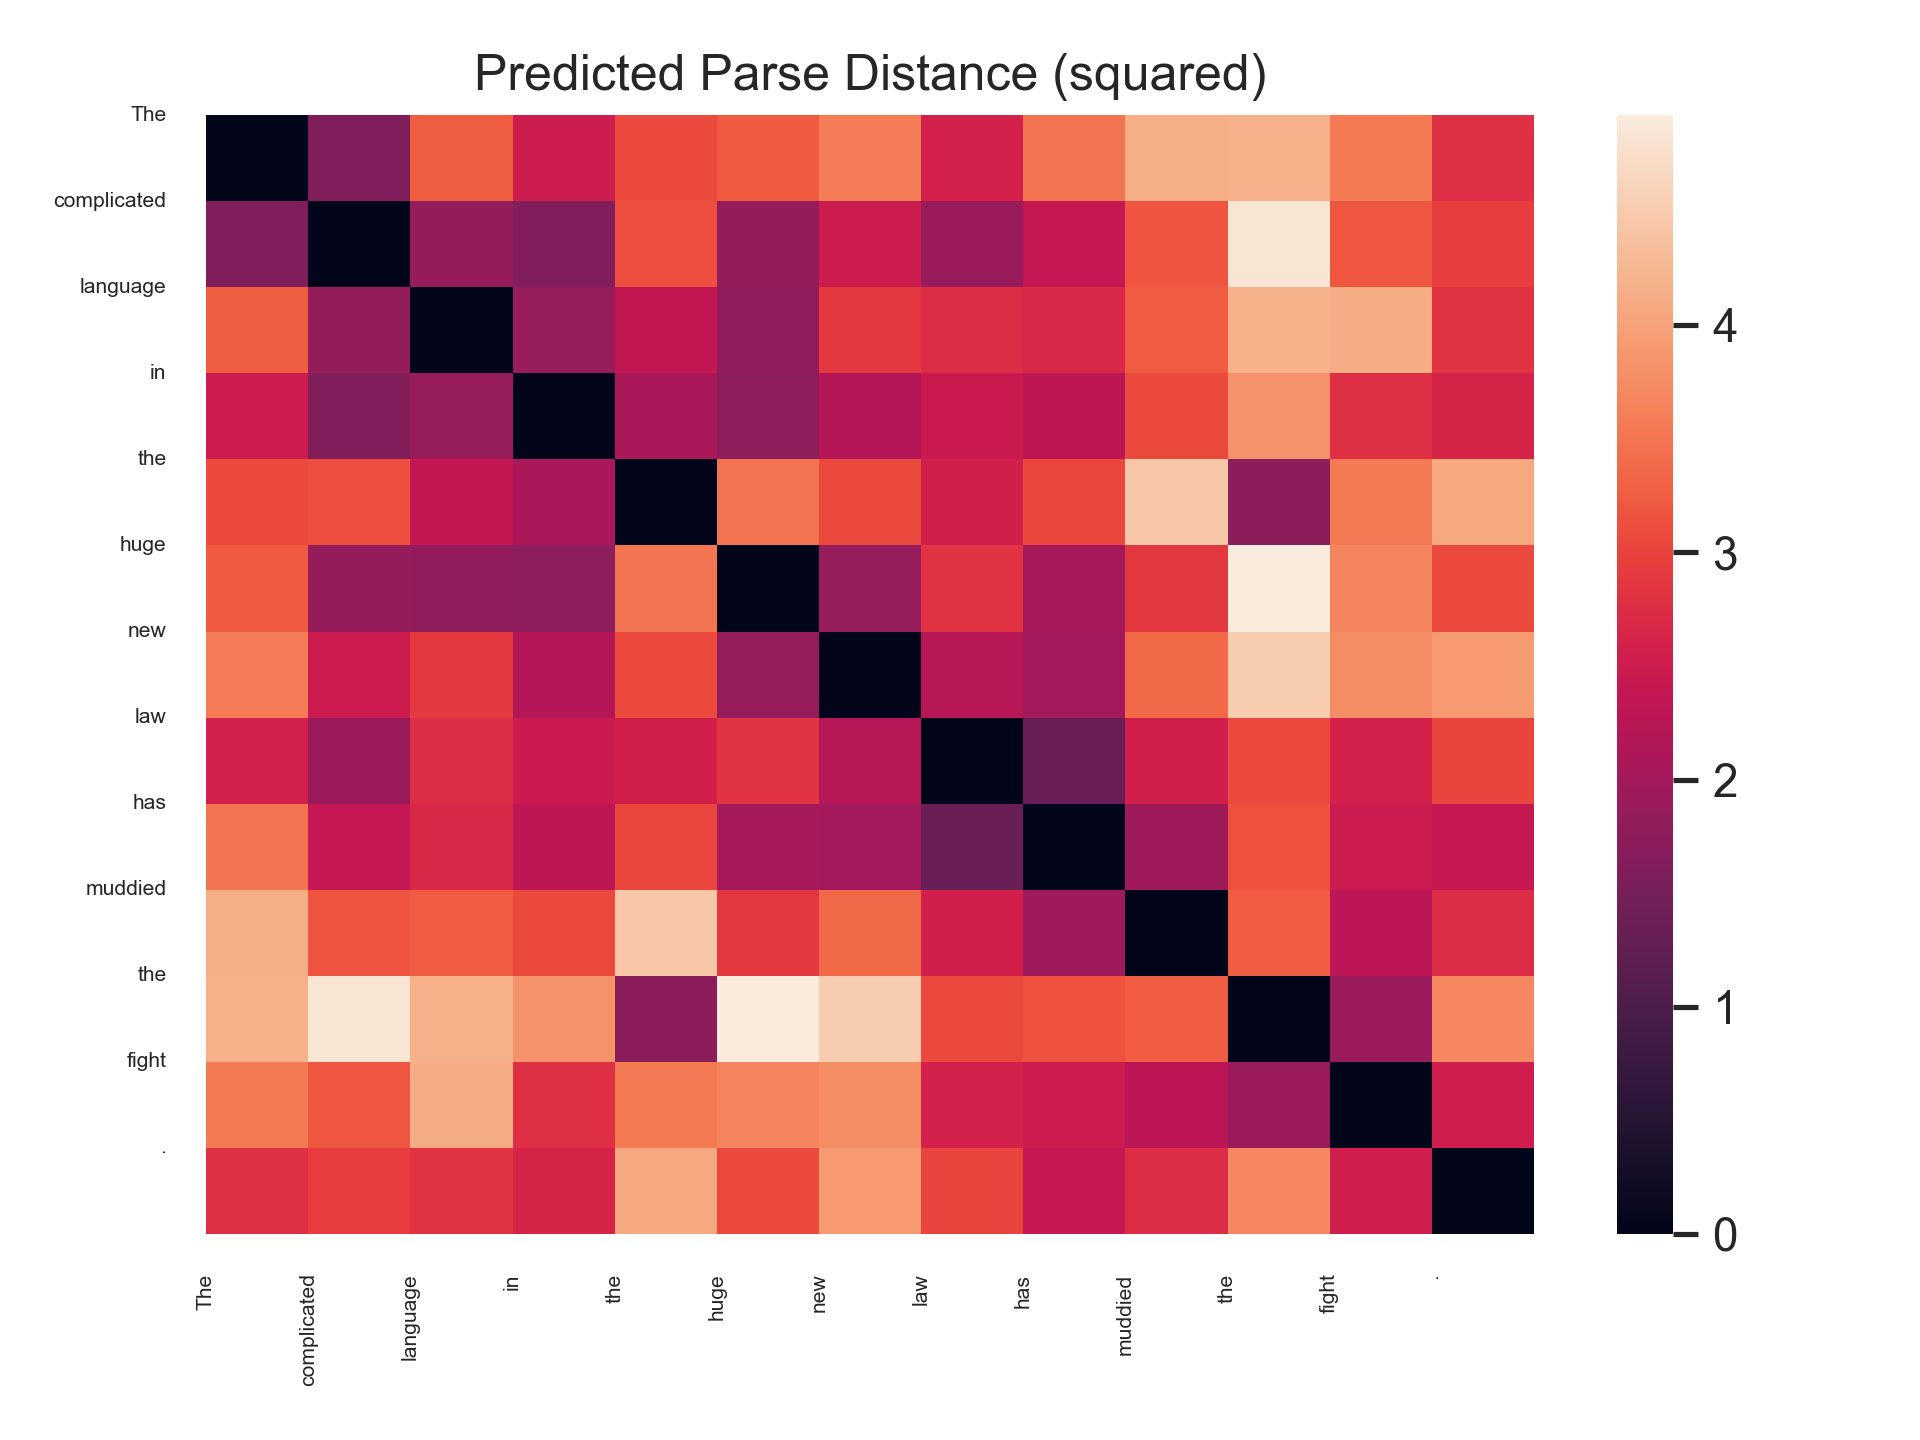 Predicted Parse Distance (squared)
The
complicated
language
in
the
huge
new
law
has
muddied
the
fight
.
4
3
2
1
0
The
complicated
language
in
the
huge
new
law
has
muddied
the
fight
.